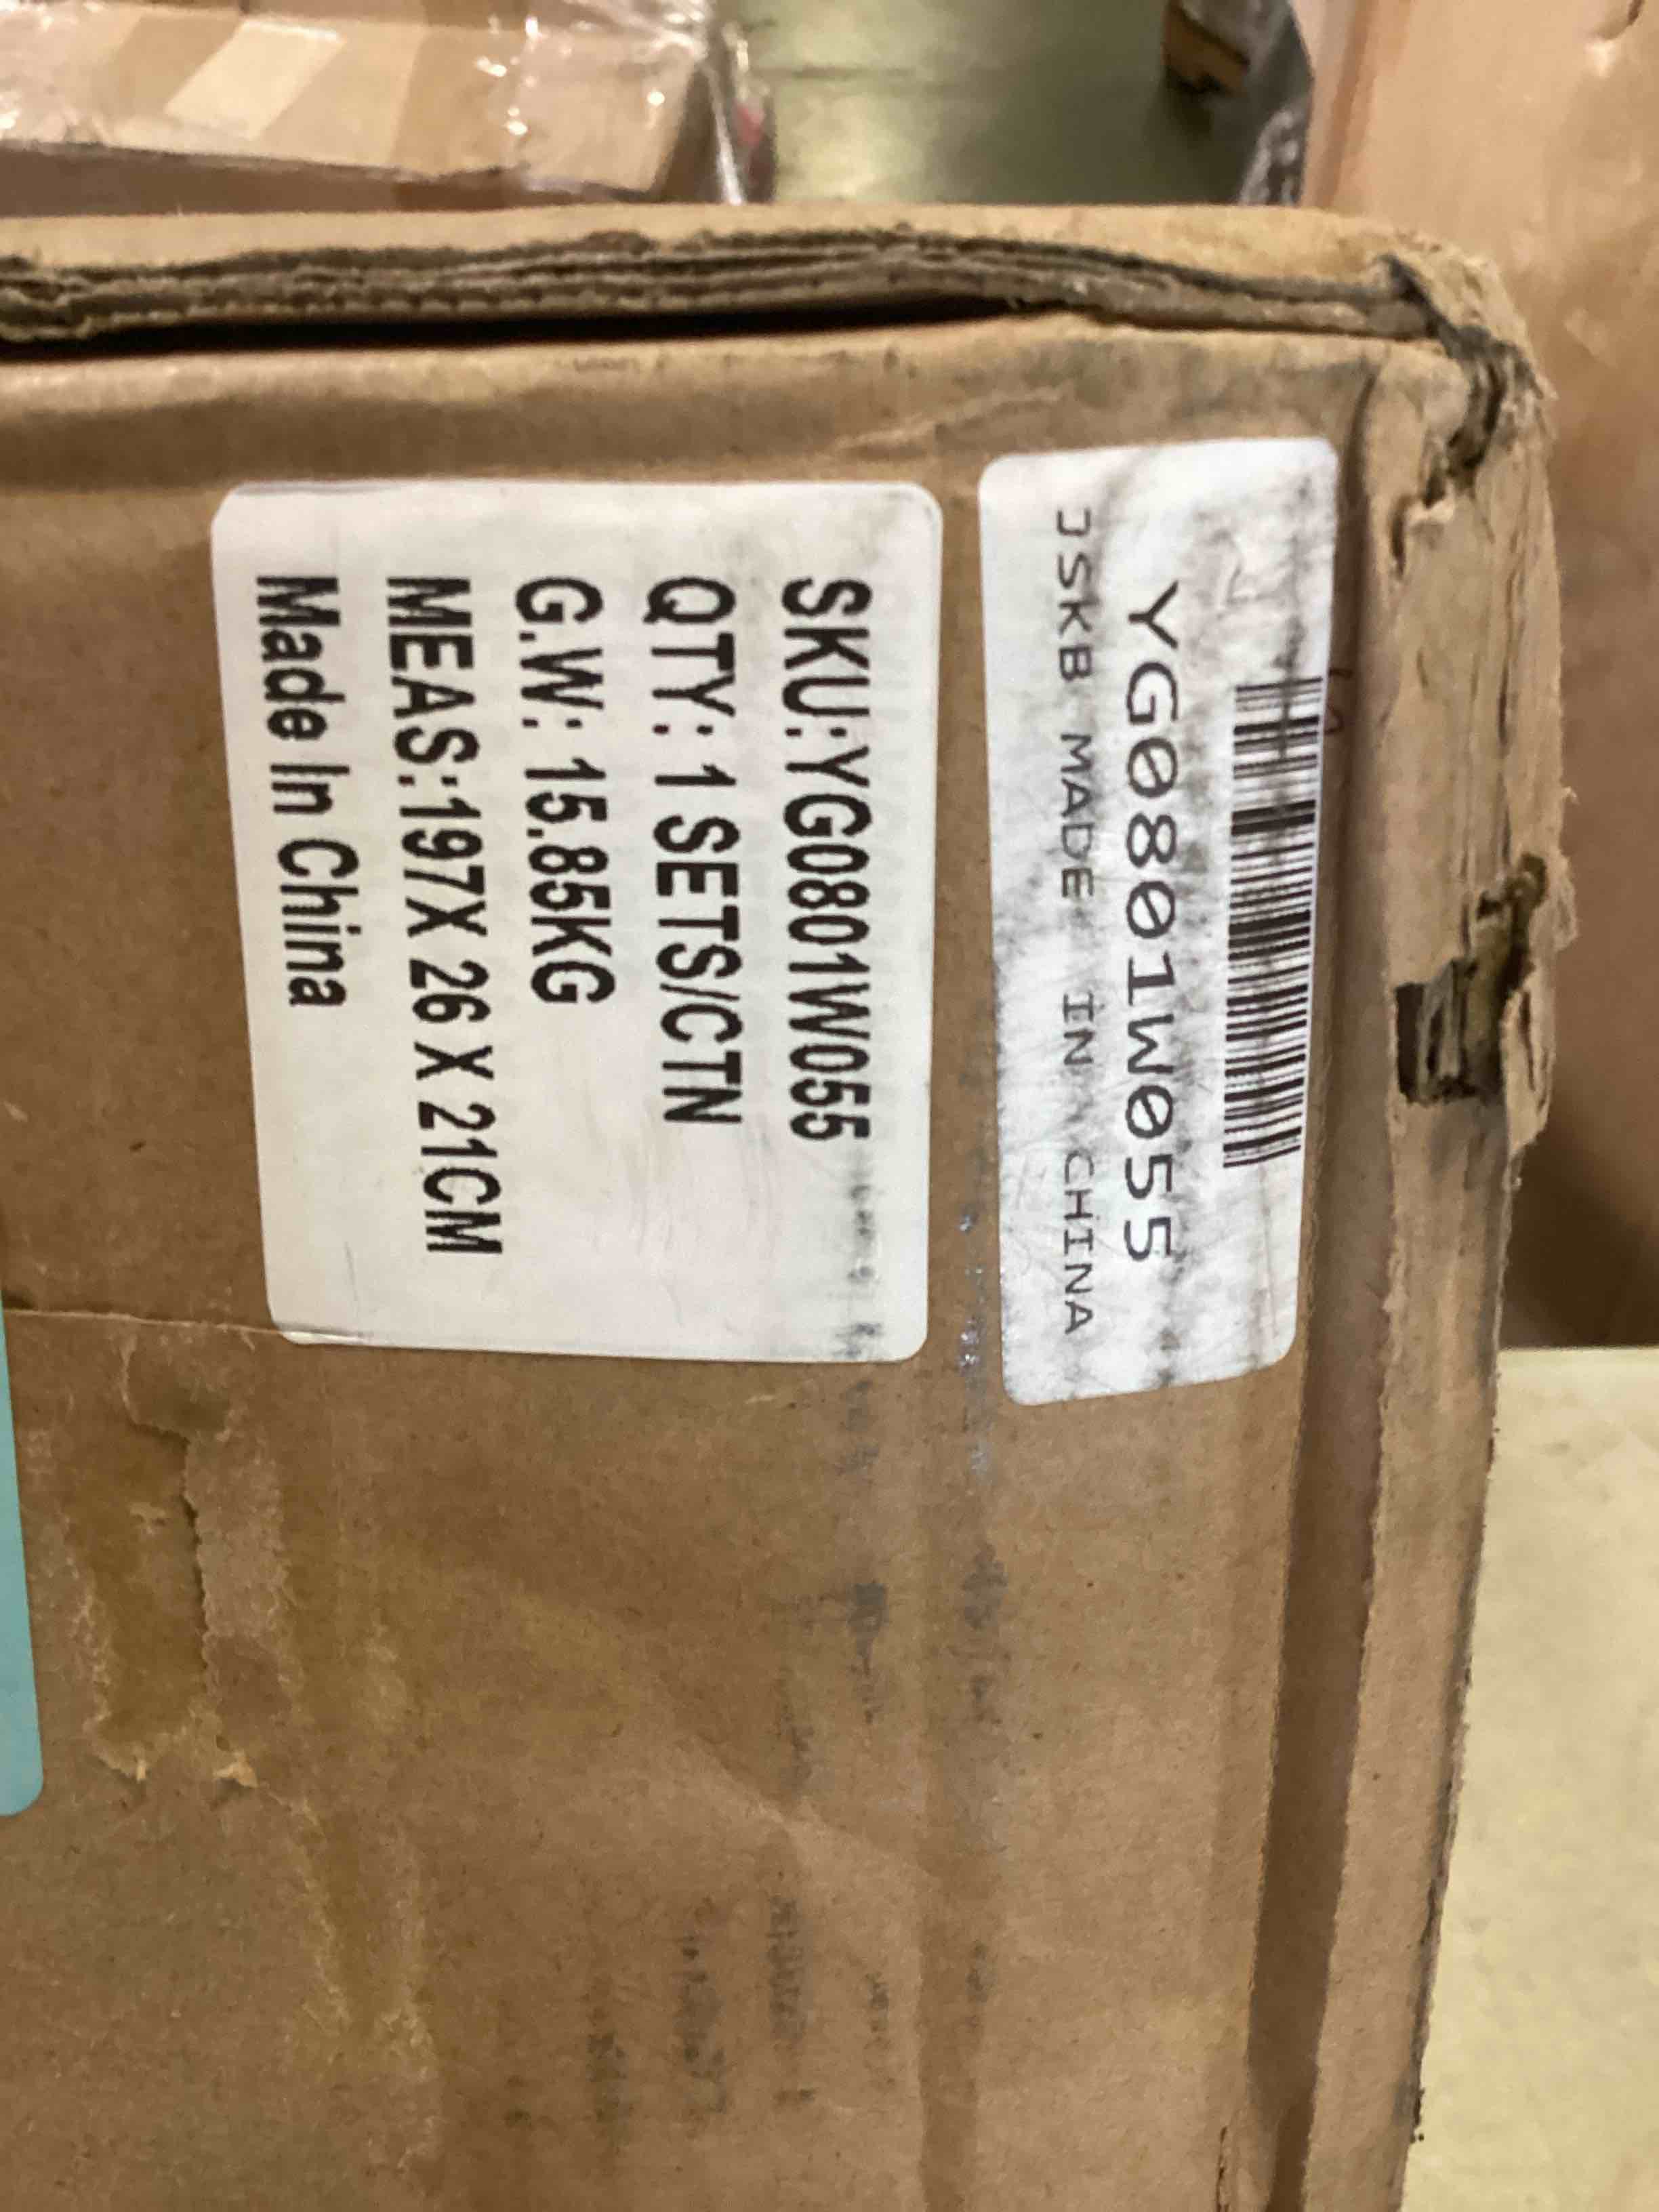 YG0801W055
JSKB MADE IN CHINA
SKU:YG0801W055
QTY: 1 SETS/CTN
G.W: 15.85KG
MEAS:197X 26 X 21CM
Made In China